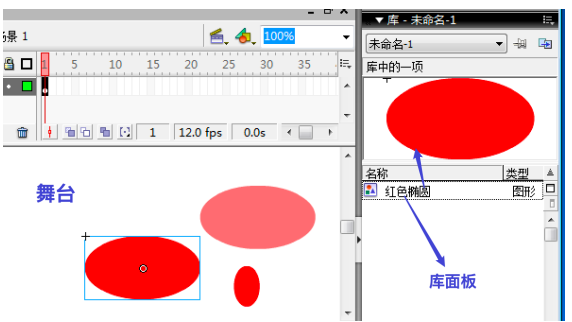 场景 1
100%
1 5 10 15 20 25 30 35
1 12.0 fps 0.0s
舞台
▼ 库 - 未命名-1
未命名-1
库中的一项
名称 类型
红色椭圆 图形
库面板